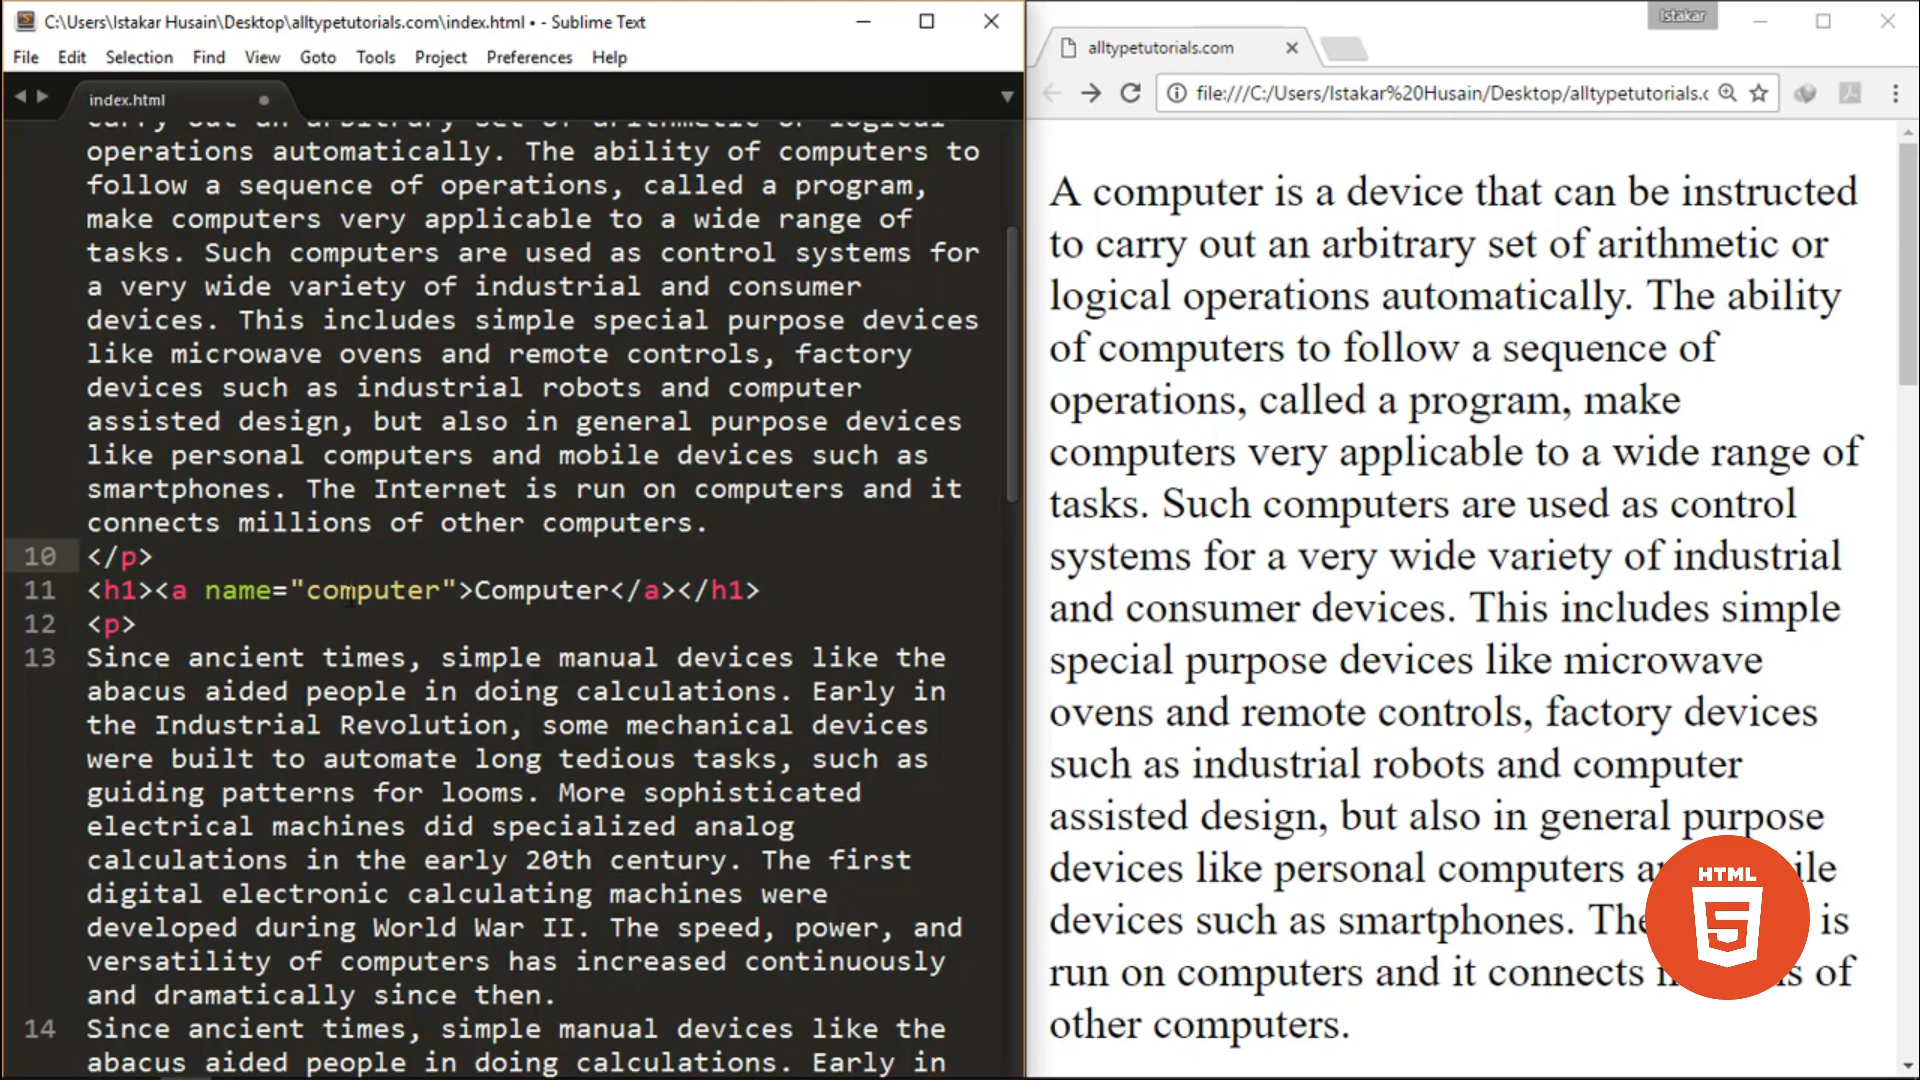 C:\Users\Istakar Husain\Desktop\alltypetutorials.com\index.html • - Sublime Text
File Edit Selection Find View Goto Tools Project Preferences Help
index.html
carry out an arbitrary set of arithmetic or logical
operations automatically. The ability of computers to
follow a sequence of operations, called a program,
make computers very applicable to a wide range of
tasks. Such computers are used as control systems for
a very wide variety of industrial and consumer
devices. This includes simple special purpose devices
like microwave ovens and remote controls, factory
devices such as industrial robots and computer
assisted design, but also in general purpose devices
like personal computers and mobile devices such as
smartphones. The Internet is run on computers and it
connects millions of other computers.
10 </p>
11 <h1><a name="computer">Computer</a></h1>
12 <p>
13 Since ancient times, simple manual devices like the
abacus aided people in doing calculations. Early in
the Industrial Revolution, some mechanical devices
were built to automate long tedious tasks, such as
guiding patterns for looms. More sophisticated
electrical machines did specialized analog
calculations in the early 20th century. The first
digital electronic calculating machines were
developed during World War II. The speed, power, and
versatility of computers has increased continuously
and dramatically since then.
14 Since ancient times, simple manual devices like the
abacus aided people in doing calculations. Early in
Istakar
alltypetutorials.com
file:///C:/Users/Istakar%20Husain/Desktop/alltypetutorials.c
A computer is a device that can be instructed
to carry out an arbitrary set of arithmetic or
logical operations automatically. The ability
of computers to follow a sequence of
operations, called a program, make
computers very applicable to a wide range of
tasks. Such computers are used as control
systems for a very wide variety of industrial
and consumer devices. This includes simple
special purpose devices like microwave
ovens and remote controls, factory devices
such as industrial robots and computer
assisted design, but also in general purpose
devices like personal computers
devices such as smartphones. The is
run on computers and it connects of
other computers.
HTML
5